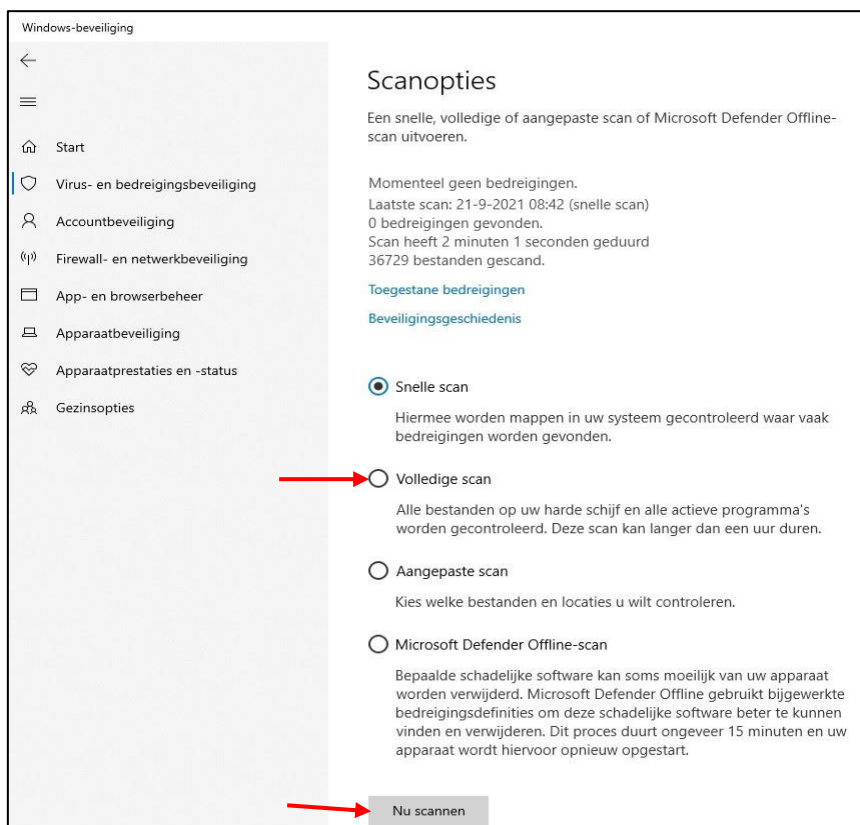 Windows-beveiliging
Start
Virus- en bedreigingsbeveiliging
Accountbeveiliging
Firewall- en netwerkbeveiliging
App- en browserbeheer
Apparaatbeveiliging
Apparaatprestaties en -status
Gezinsopties
Scanopties
Een snelle, volledige of aangepaste scan of Microsoft Defender Offline-
scan uitvoeren.
Momenteel geen bedreigingen.
Laatste scan: 21-9-2021 08:42 (snelle scan)
0 bedreigingen gevonden.
Scan heeft 2 minuten 1 seconden geduurd
36729 bestanden gescand.
Toegestane bedreigingen
Beveiligingsgeschiedenis
Snelle scan
Hiermee worden mappen in uw systeem gecontroleerd waar vaak
bedreigingen worden gevonden.
Volledige scan
Alle bestanden op uw harde schijf en alle actieve programma's
worden gecontroleerd. Deze scan kan langer dan een uur duren.
Aangepaste scan
Kies welke bestanden en locaties u wilt controleren.
Microsoft Defender Offline-scan
Bepaalde schadelijke software kan soms moeilijk van uw apparaat
worden verwijderd. Microsoft Defender Offline gebruikt bijgewerkte
bedreigingsdefinities om deze schadelijke software beter te kunnen
vinden en verwijderen. Dit proces duurt ongeveer 15 minuten en uw
apparaat wordt hiervoor opnieuw opgestart.
Nu scannen